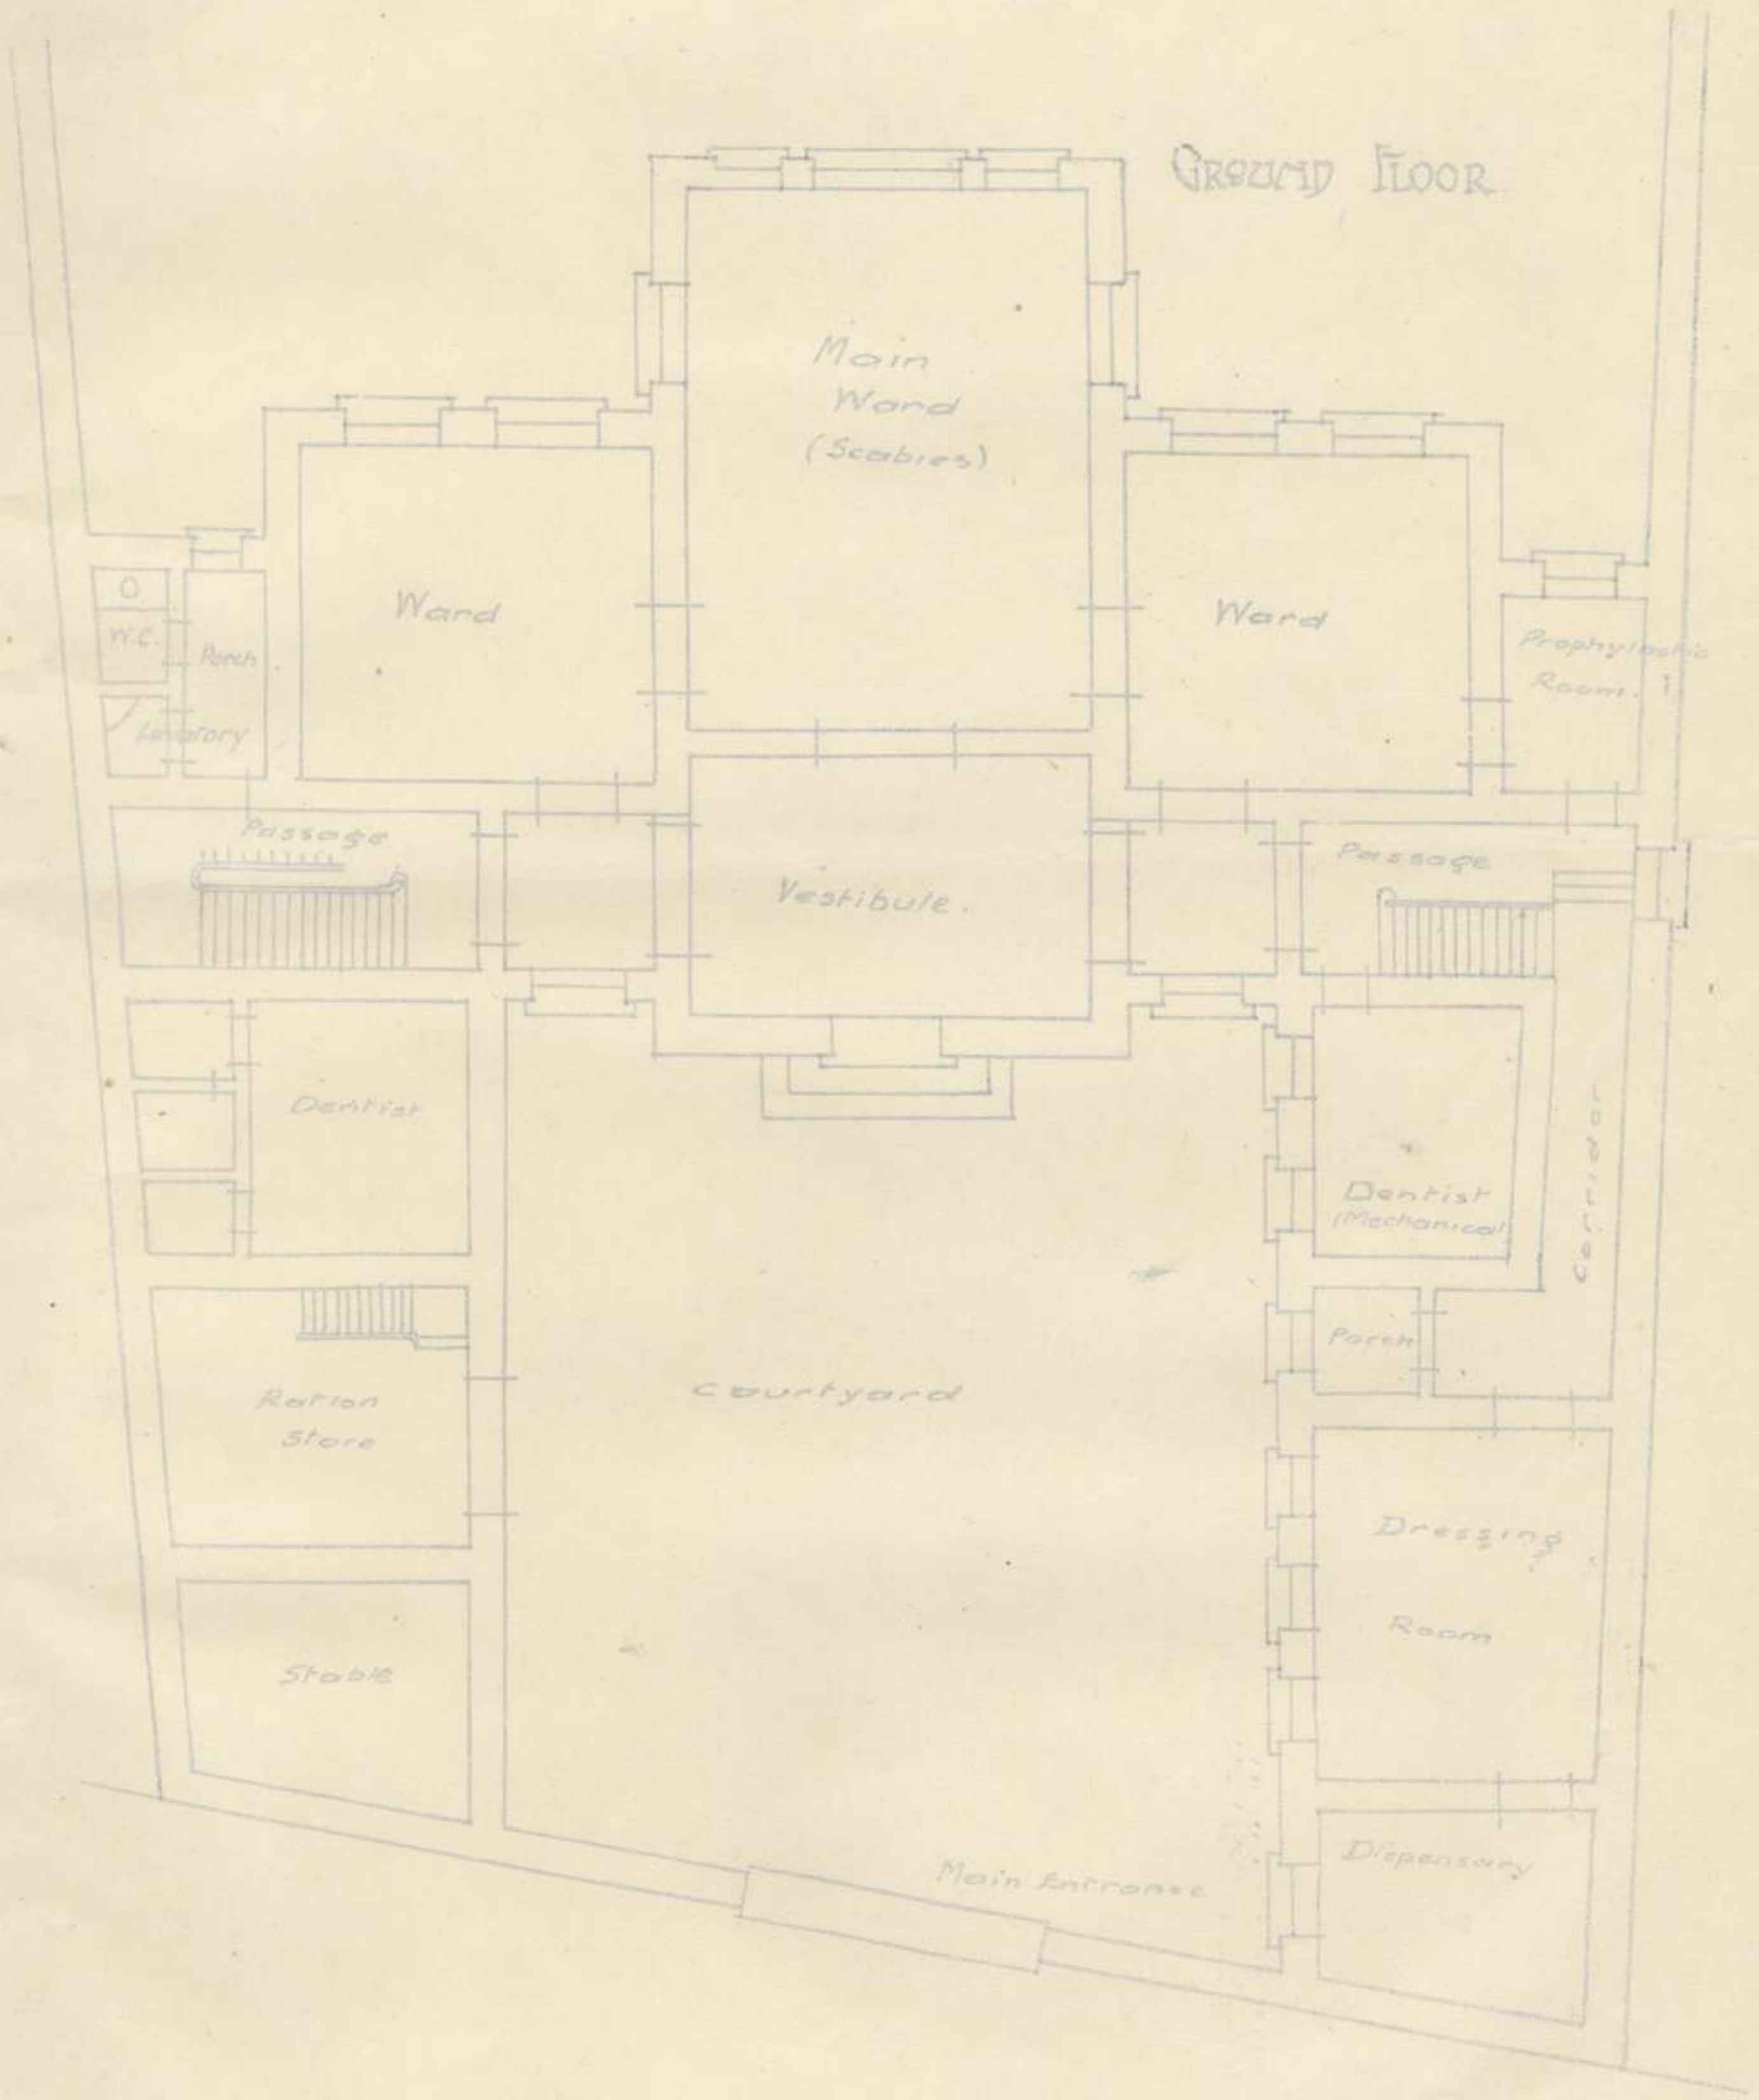 GROUND FLOOR
Main
Ward
(Scabies)
Ward
Ward
W.C.
Porch
Prophylactic
Room.
Lavatory
Passage
Passage
Vestibule.
Dentist
Corridor
Dentist
(Mechanical)
Porch
Courtyard
Ration
Store
Dressing
Room
Stable
Dispensary
Main Entrance